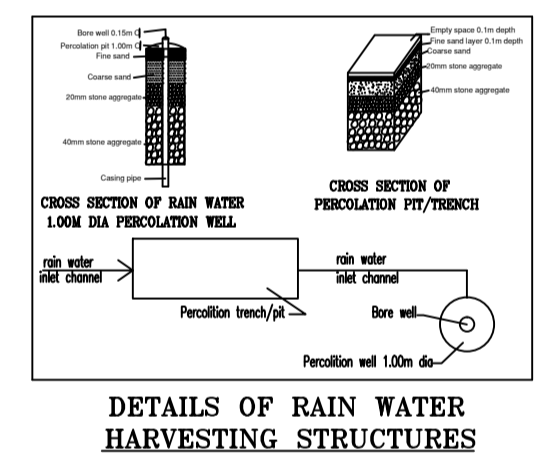 Bore well 0.15m
Percolation pit 1.00m
Fine sand
Coarse sand
20mm stone aggregate
40mm stone aggregate
Casing pipe
CROSS SECTION OF RAIN WATER
1.00M DIA PERCOLATION WELL
Empty space 0.1m depth
Fine sand layer 0.1m depth
Coarse sand
20mm stone aggregate
40mm stone aggregate
CROSS SECTION OF
PERCOLATION PIT/TRENCH
rain water
inlet channel
Percolition trench/pit
rain water
inlet channel
Bore well
Percolition well 1.00m dia
DETAILS OF RAIN WATER
HARVESTING STRUCTURES